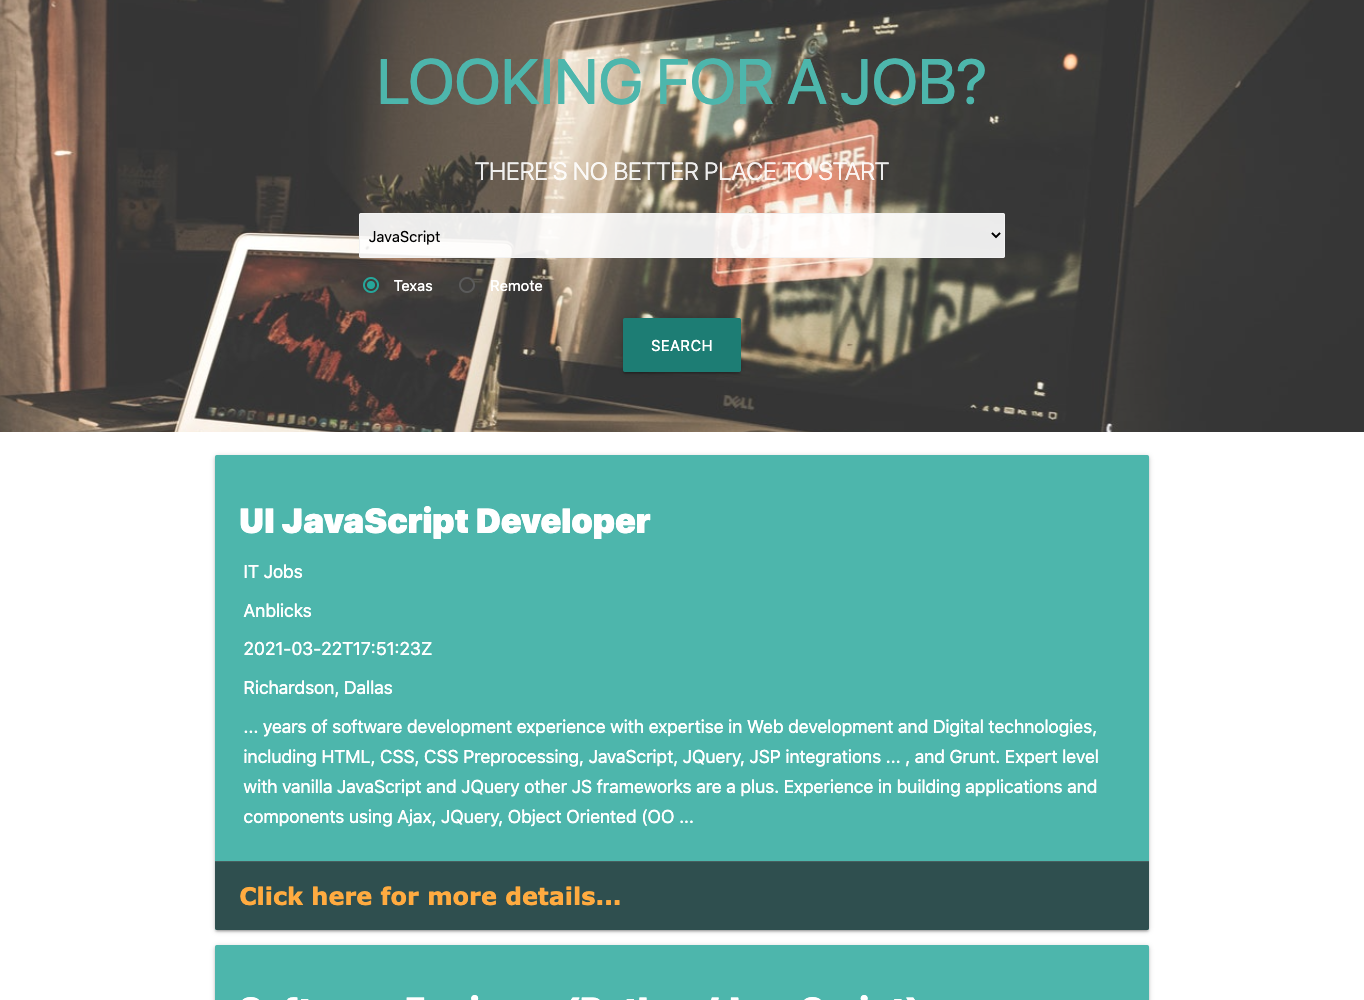 LOOKING FOR A JOB?
THERE'S NO BETTER PLACE TO START
WE'RE
OPEN
JavaScript
Texas Remote
SEARCH
DELL
UI JavaScript Developer
IT Jobs
Anblicks
2021-03-22T17:51:23Z
Richardson, Dallas
... years of software development experience with expertise in Web development and Digital technologies,
including HTML, CSS, CSS Preprocessing, JavaScript, JQuery, JSP integrations ... , and Grunt. Expert level
with vanilla JavaScript and JQuery other JS frameworks are a plus. Experience in building applications and
components using Ajax, JQuery, Object Oriented (OO ...
Click here for more details...